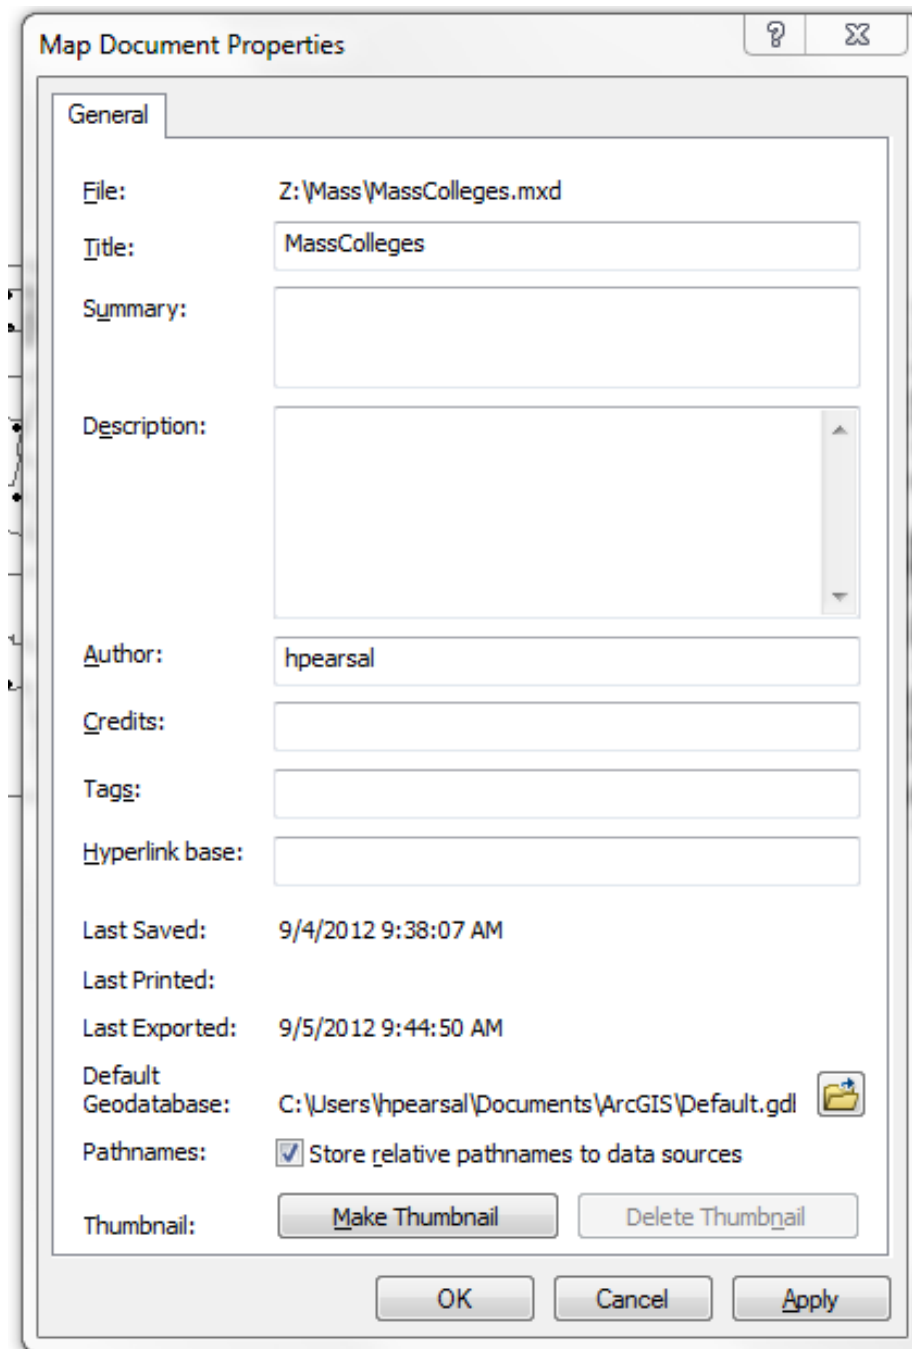 Map Document Properties
General
File: Z:\Mass\MassColleges.mxd
Title: MassColleges
Summary:
Description:
Author: hpearsal
Credits:
Tags:
Hyperlink base:
Last Saved: 9/4/2012 9:38:07 AM
Last Printed:
Last Exported: 9/5/2012 9:44:50 AM
Default
Geodatabase: C:\Users\hpearsal\Documents\ArcGIS\Default.gdl
Pathnames: Store relative pathnames to data sources
Thumbnail: Make Thumbnail Delete Thumbnail
OK Cancel Apply